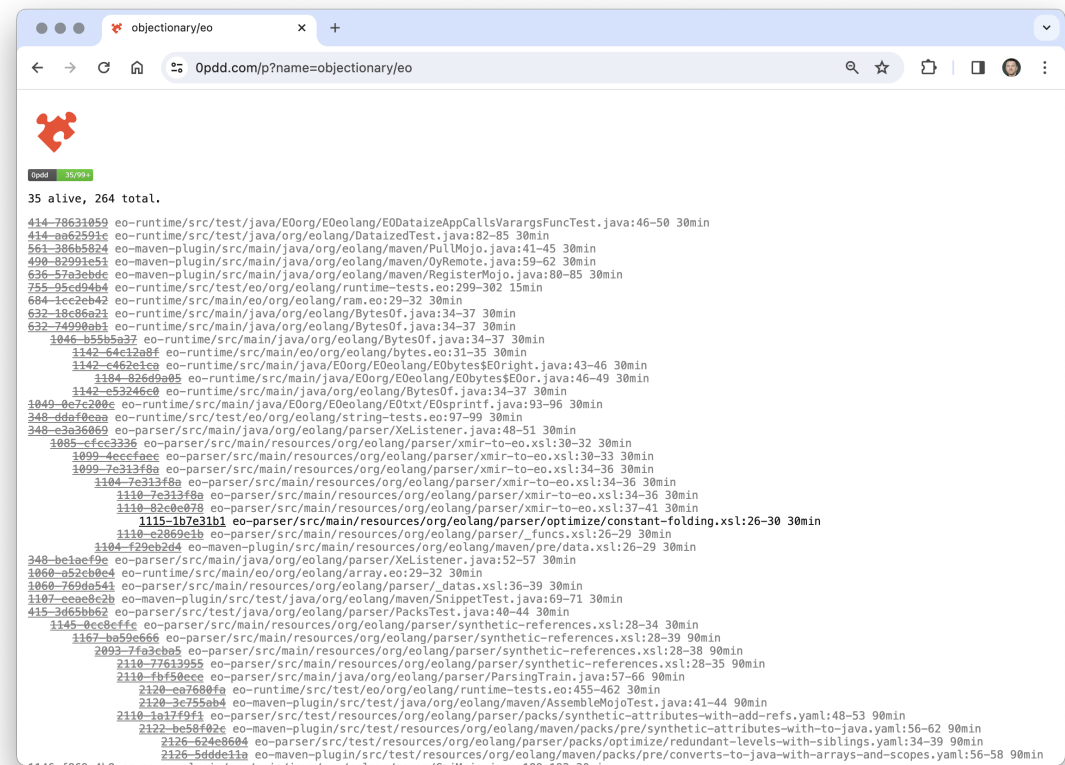 objectionary/eo
0pdd.com/p?name=objectionary/eo
0pdd 35/99+
35 alive, 264 total.
414-78631059 eo-runtime/src/test/java/EOorg/EOeolang/EODataizeAppCallsVarargsFuncTest.java:46-50 30min
414-aa62591c eo-runtime/src/test/java/org/eolang/DataizedTest.java:82-85 30min
561-386b5824 eo-maven-plugin/src/main/java/org/eolang/maven/PullMojo.java:41-45 30min
490-82991e51 eo-maven-plugin/src/main/java/org/eolang/maven/OyRemote.java:59-62 30min
636-57a3ebdc eo-maven-plugin/src/main/java/org/eolang/maven/RegisterMojo.java:80-85 30min
755-95cd94b4 eo-runtime/src/test/eo/org/eolang/runtime-tests.eo:299-302 15min
684-1cc2eb42 eo-runtime/src/main/eo/org/eolang/ram.eo:29-32 30min
632-18c86a21 eo-runtime/src/main/java/org/eolang/BytesOf.java:34-37 30min
632-74990ab1 eo-runtime/src/main/java/org/eolang/BytesOf.java:34-37 30min
1046-b55b5a37 eo-runtime/src/main/java/org/eolang/BytesOf.java:34-37 30min
1142-64c12a8f eo-runtime/src/main/eo/org/eolang/bytes.eo:31-35 30min
1142-c462e1ca eo-runtime/src/main/java/EOorg/EOeolang/EObytes$EOright.java:43-46 30min
1184-826d9a05 eo-runtime/src/main/java/EOorg/EOeolang/EObytes$EOor.java:46-49 30min
1142-e53246c0 eo-runtime/src/main/java/org/eolang/BytesOf.java:34-37 30min
1049-0e7c200c eo-runtime/src/main/java/EOorg/EOeolang/EOtxt/EOsprintf.java:93-96 30min
348-ddaf0eaa eo-runtime/src/test/eo/org/eolang/string-tests.eo:97-99 30min
348-e3a36069 eo-parser/src/main/java/org/eolang/parser/XeListener.java:48-51 30min
1085-cfcc3336 eo-parser/src/main/resources/org/eolang/parser/xmir-to-eo.xsl:30-32 30min
1099-4eccfaec eo-parser/src/main/resources/org/eolang/parser/xmir-to-eo.xsl:30-33 30min
1099-7e313f8a eo-parser/src/main/resources/org/eolang/parser/xmir-to-eo.xsl:34-36 30min
1104-7e313f8a eo-parser/src/main/resources/org/eolang/parser/xmir-to-eo.xsl:34-36 30min
1110-7e313f8a eo-parser/src/main/resources/org/eolang/parser/xmir-to-eo.xsl:34-36 30min
1110-82c0e078 eo-parser/src/main/resources/org/eolang/parser/xmir-to-eo.xsl:37-41 30min
1115-1b7e31b1 eo-parser/src/main/resources/org/eolang/parser/optimize/constant-folding.xsl:26-30 30min
1110-e2869e1b eo-parser/src/main/resources/org/eolang/parser/_funcs.xsl:26-29 30min
1104-f29eb2d4 eo-maven-plugin/src/main/resources/org/eolang/maven/pre/data.xsl:26-29 30min
348-be1aef9e eo-parser/src/main/java/org/eolang/parser/XeListener.java:52-57 30min
1060-a52cb0e4 eo-runtime/src/main/eo/org/eolang/array.eo:29-32 30min
1060-769da541 eo-parser/src/main/resources/org/eolang/parser/_datas.xsl:36-39 30min
1107-eeae8c2b eo-maven-plugin/src/test/java/org/eolang/maven/SnippetTest.java:69-71 30min
415-3d65bb62 eo-parser/src/test/java/org/eolang/parser/PacksTest.java:40-44 30min
1145-0cc8cffc eo-parser/src/main/resources/org/eolang/parser/synthetic-references.xsl:28-34 30min
1167-ba59e666 eo-parser/src/main/resources/org/eolang/parser/synthetic-references.xsl:28-39 90min
2093-7fa3cba5 eo-parser/src/main/resources/org/eolang/parser/synthetic-references.xsl:28-38 90min
2110-77613955 eo-parser/src/main/resources/org/eolang/parser/synthetic-references.xsl:28-35 90min
2110-fbf50ece eo-parser/src/main/java/org/eolang/parser/ParsingTrain.java:57-66 90min
2120-ea7680fa eo-runtime/src/test/eo/org/eolang/runtime-tests.eo:455-462 30min
2120-3c755ab4 eo-maven-plugin/src/test/java/org/eolang/maven/AssembleMojoTest.java:41-44 90min
2110-1a17f9f1 eo-parser/src/test/resources/org/eolang/parser/packs/synthetic-attributes-with-add-refs.yaml:48-53 90min
2122-be58f02c eo-maven-plugin/src/test/resources/org/eolang/maven/packs/pre/synthetic-attributes-with-to-java.yaml:56-62 90min
2126-624e8604 eo-parser/src/test/resources/org/eolang/parser/packs/optimize/redundant-levels-with-siblings.yaml:34-39 90min
2126-5ddde11a eo-maven-plugin/src/test/resources/org/eolang/maven/packs/pre/converts-to-java-with-arrays-and-scopes.yaml:56-58 90min